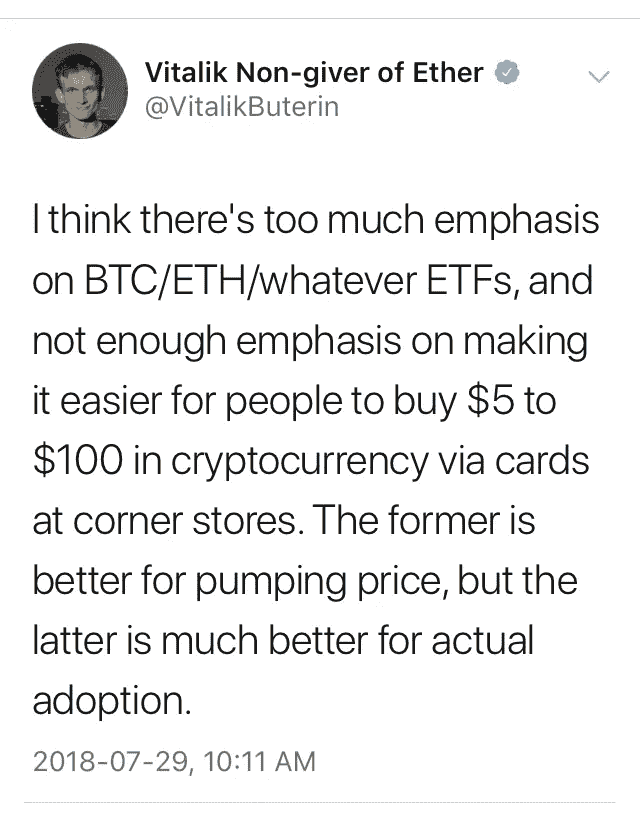 Vitalik Non-giver of Ether
@VitalikButerin
I think there's too much emphasis
on BTC/ETH/whatever ETFs, and
not enough emphasis on making
it easier for people to buy $5 to
$100 in cryptocurrency via cards
at corner stores. The former is
better for pumping price, but the
latter is much better for actual
adoption.
2018-07-29, 10:11 AM